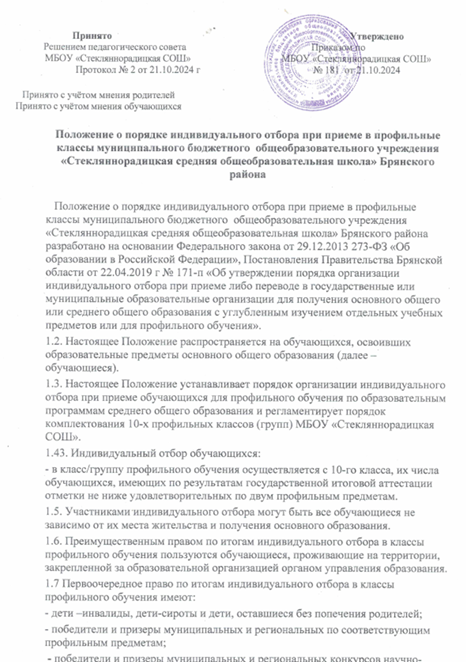 Принято Утверждено
Решением педагогического совета Приказом по
МБОУ «Стекляннорадицкая СОШ» МБОУ «Стекляннорадицкая СОШ»
Протокол № 2 от 21.10.2024 г № 181 от 21.10.2024
Принято с учётом мнения родителей
Принято с учётом мнения обучающихся
Положение о порядке индивидуального отбора при приеме в профильные
классы муниципального бюджетного общеобразовательного учреждения
«Стекляннорадицкая средняя общеобразовательная школа» Брянского
района
Положение о порядке индивидуального отбора при приеме в профильные
классы муниципального бюджетного общеобразовательного учреждения
«Стекляннорадицкая средняя общеобразовательная школа» Брянского района
разработано на основании Федерального закона от 29.12.2013 273-ФЗ «Об
образовании в Российской Федерации», Постановления Правительства Брянской
области от 22.04.2019 г № 171-п «Об утверждении порядка организации
индивидуального отбора при приеме либо переводе в государственные или
муниципальные образовательные организации для получения основного общего
или среднего общего образования с углубленным изучением отдельных учебных
предметов или для профильного обучения».
1.2. Настоящее Положение распространяется на обучающихся, освоивших
образовательные предметы основного общего образования (далее –
обучающиеся).
1.3. Настоящее Положение устанавливает порядок организации индивидуального
отбора при приеме обучающихся для профильного обучения по образовательным
программам среднего общего образования и регламентирует порядок
комплектования 10-х профильных классов (групп) МБОУ «Стекляннорадицкая
СОШ».
1.43. Индивидуальный отбор обучающихся:
- в класс/группу профильного обучения осуществляется с 10-го класса, их числа
обучающихся, имеющих по результатам государственной итоговой аттестации
отметки не ниже удовлетворительных по двум профильным предметам.
1.5. Участниками индивидуального отбора могут быть все обучающиеся не
зависимо от их места жительства и получения основного образования.
1.6. Преимущественным правом по итогам индивидуального отбора в классы
профильного обучения пользуются обучающиеся, проживающие на территории,
закрепленной за образовательной организацией органом управления образования.
1.7 Первоочередное право по итогам индивидуального отбора в классы
профильного обучения имеют:
- дети –инвалиды, дети-сироты и дети, оставшиеся без попечения родителей;
- победители и призеры муниципальных и региональных по соответствующим
профильным предметам;
- победители и призеры муниципальных и региональных конкурсов научно-